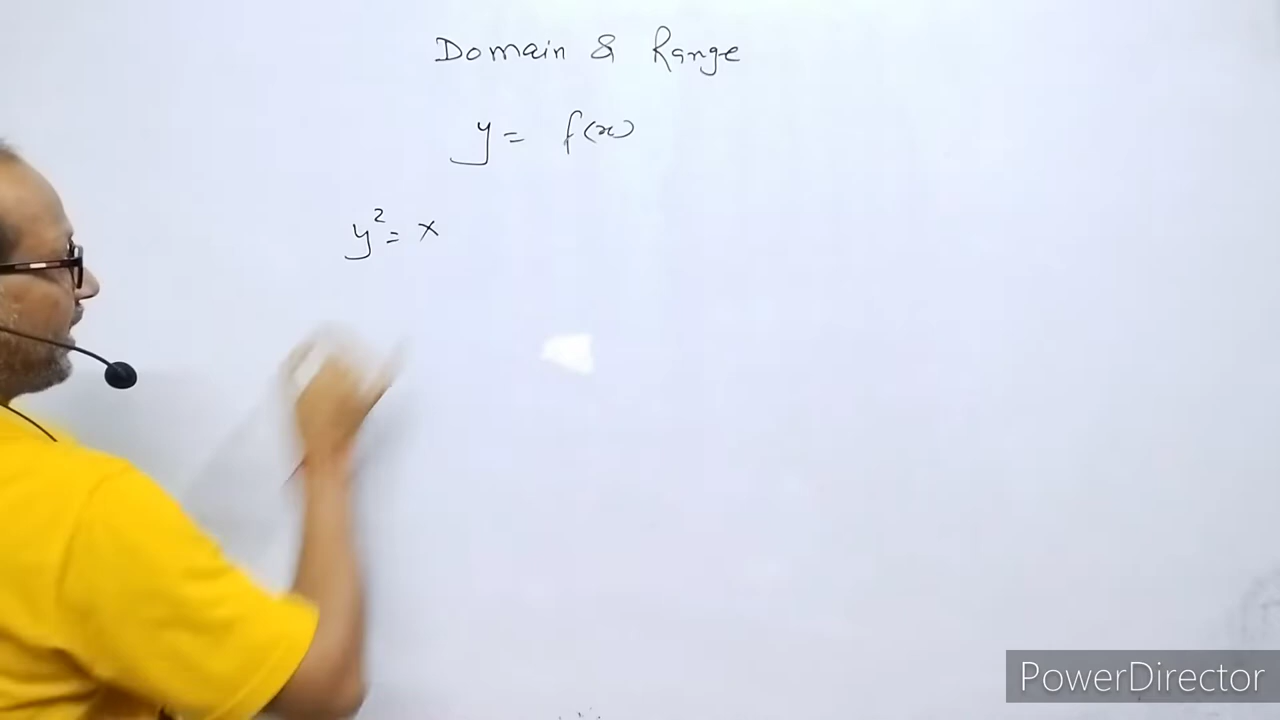 Domain & Range
y = f(x)
y² = x
PowerDirector